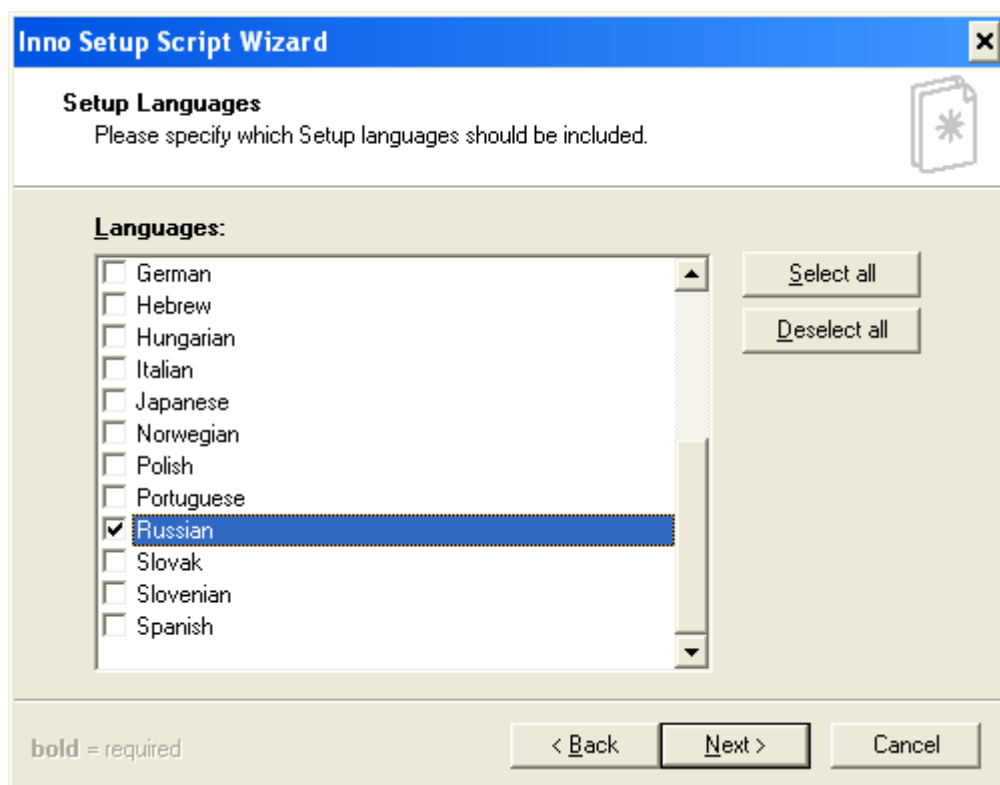 Inno Setup Script Wizard
Setup Languages
Please specify which Setup languages should be included.
Languages:
German
Hebrew
Hungarian
Italian
Japanese
Norwegian
Polish
Portuguese
Russian
Slovak
Slovenian
Spanish
Select all
Deselect all
bold = required
< Back
Next >
Cancel